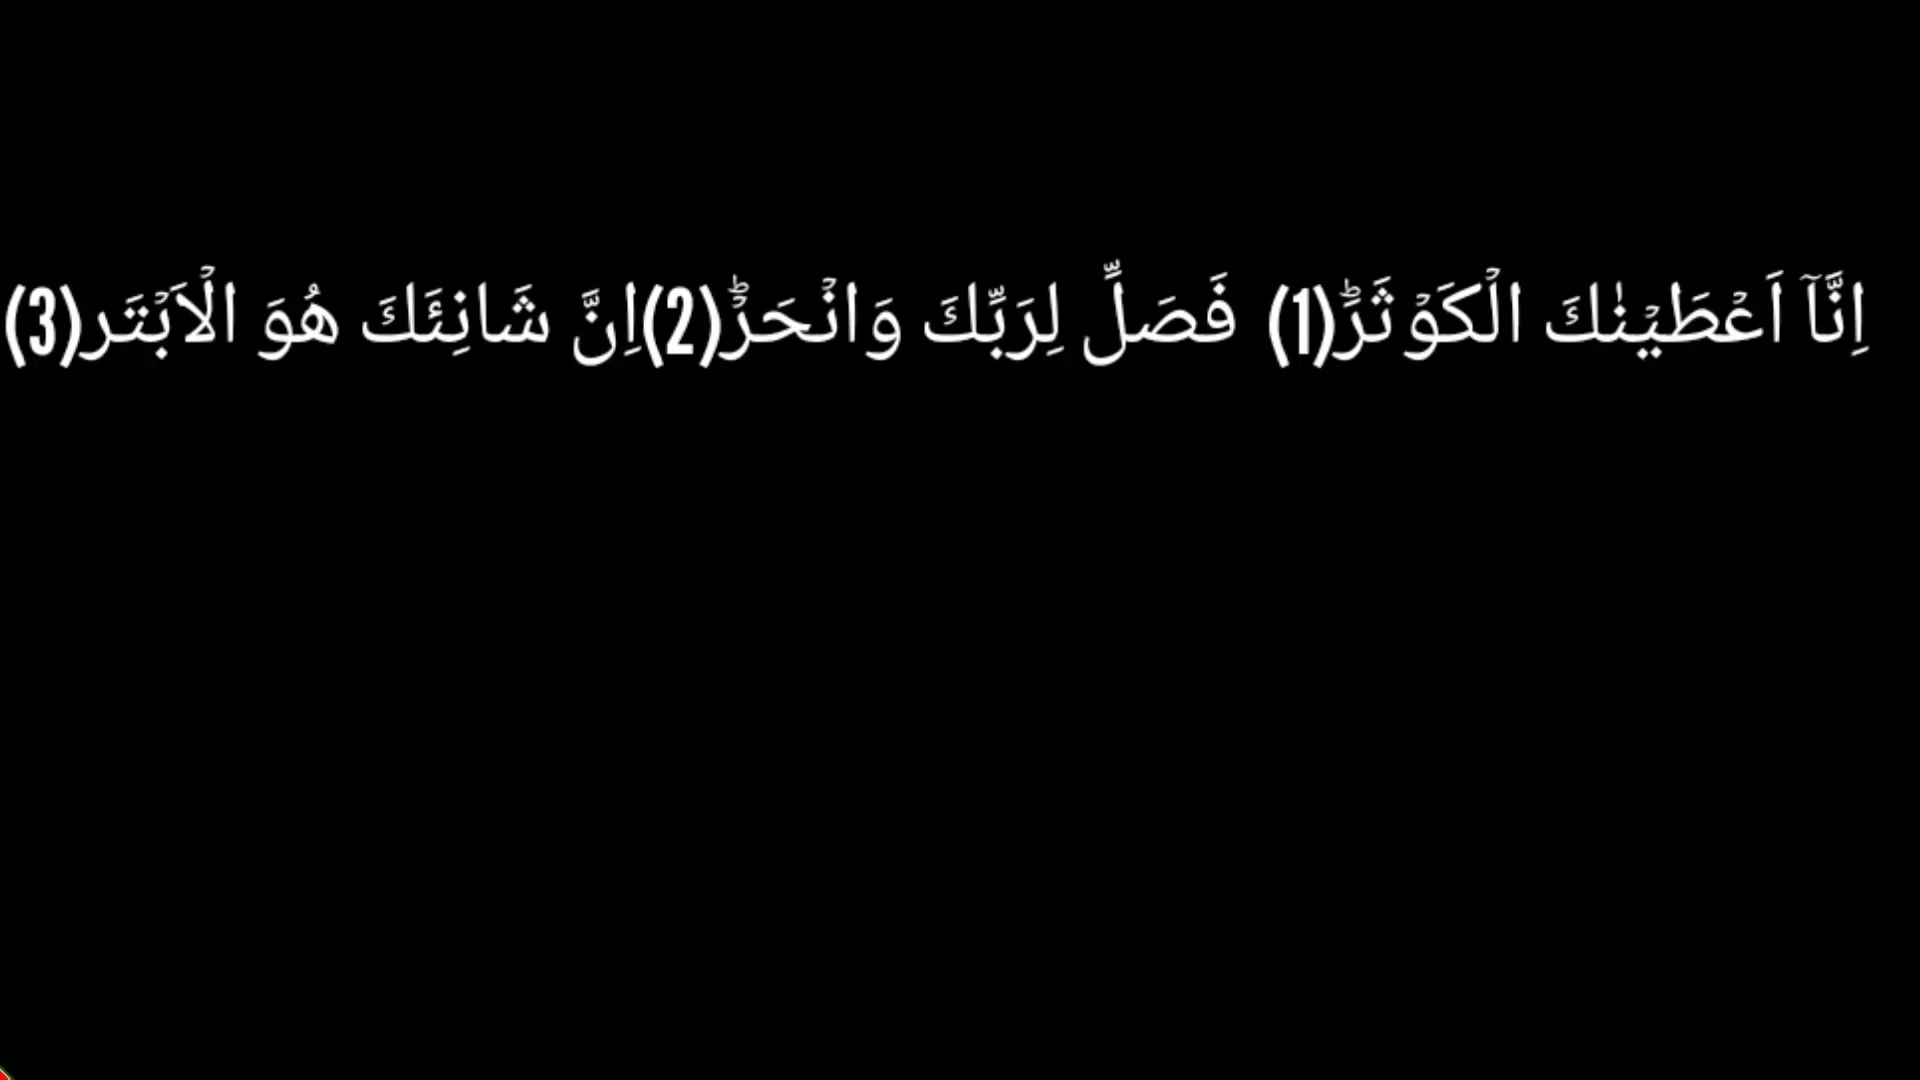 اِنَّاۤ اَعۡطَيۡنٰكَ الۡكَوۡثَرَؕ(1) فَصَلِّ لِرَبِّكَ وَانۡحَرۡؕ(2)اِنَّ شَانِئَكَ هُوَ الۡاَبۡتَر(3)